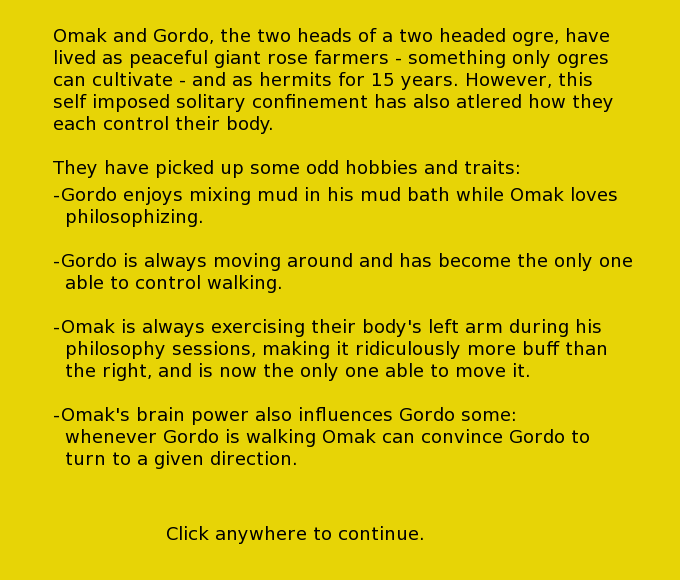 Omak and Gordo, the two heads of a two headed ogre, have
lived as peaceful giant rose farmers - something only ogres
can cultivate - and as hermits for 15 years. However, this
self imposed solitary confinement has also atlered how they
each control their body.
They have picked up some odd hobbies and traits:
-Gordo enjoys mixing mud in his mud bath while Omak loves
philosophizing.
-Gordo is always moving around and has become the only one
able to control walking.
-Omak is always exercising their body's left arm during his
philosophy sessions, making it ridiculously more buff than
the right, and is now the only one able to move it.
-Omak's brain power also influences Gordo some:
whenever Gordo is walking Omak can convince Gordo to
turn to a given direction.
Click anywhere to continue.